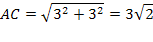 AC = √(3² + 3²) = 3√2